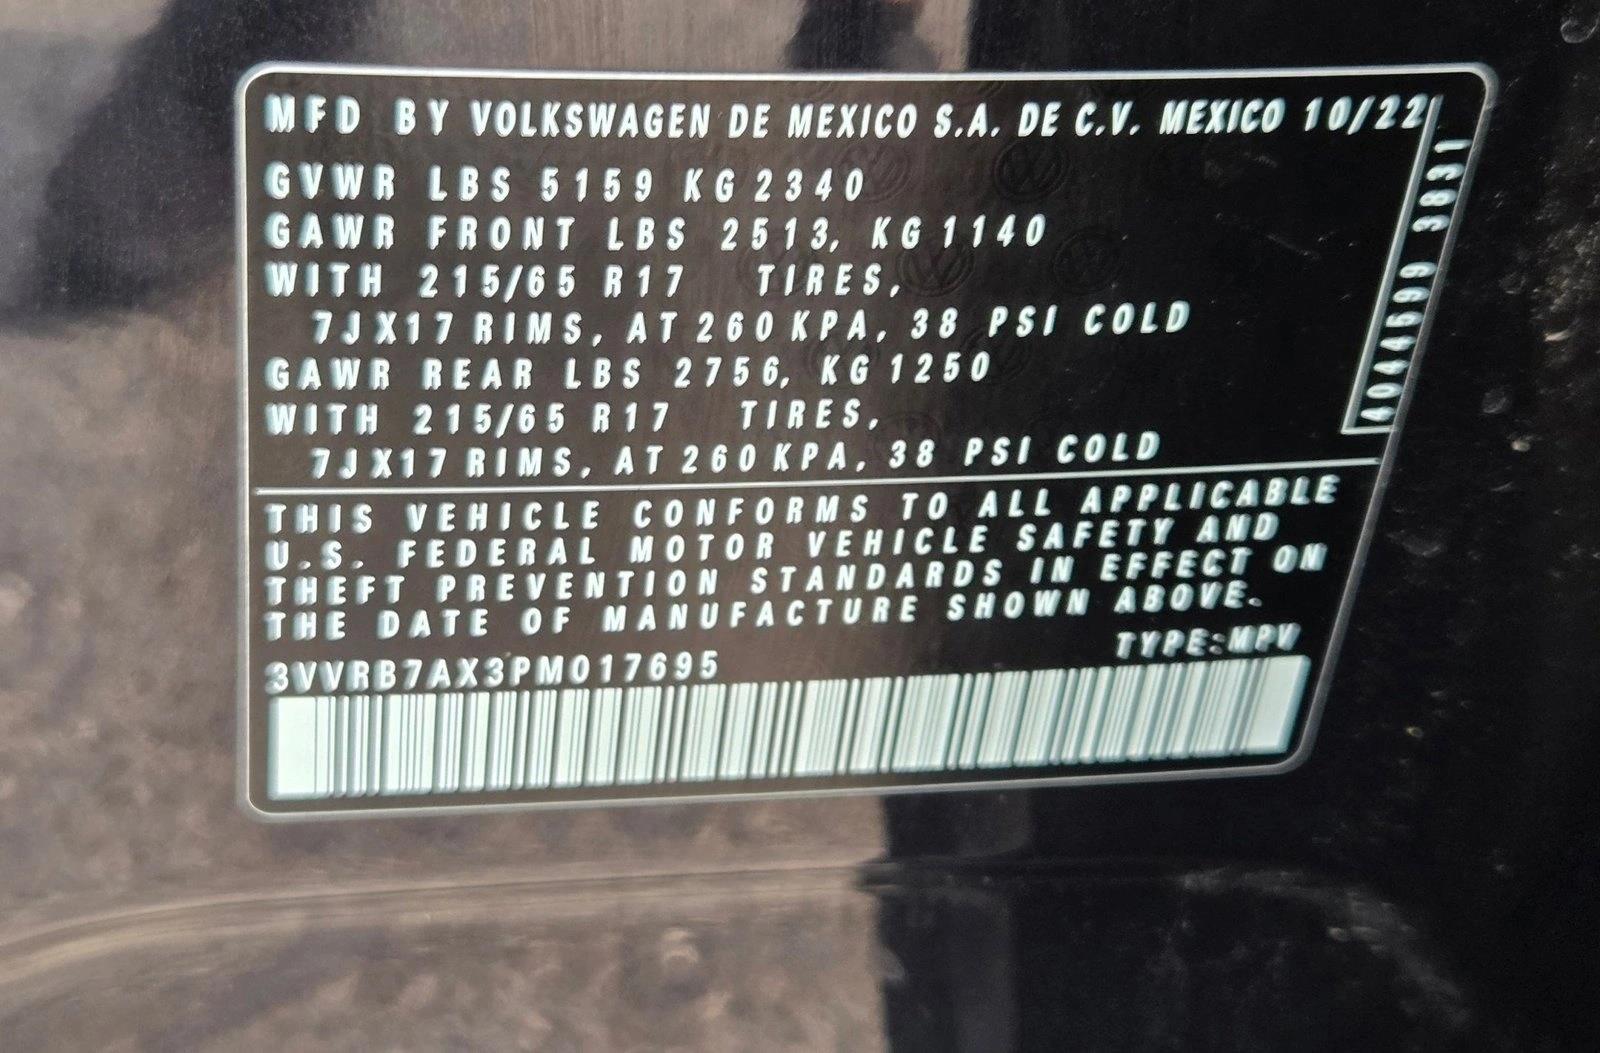 MFD BY VOLKSWAGEN DE MEXICO S.A. DE C.V. MEXICO 10/22
GVWR LBS 5159 KG 2340
GAWR FRONT LBS 2513, KG 1140
WITH 215/65 R17 TIRES,
7JX17 RIMS, AT 260 KPA, 38 PSI COLD
GAWR REAR LBS 2756, KG 1250
WITH 215/65 R17 TIRES,
7JX17 RIMS, AT 260 KPA, 38 PSI COLD
4044599 3831
THIS VEHICLE CONFORMS TO ALL APPLICABLE
U.S. FEDERAL MOTOR VEHICLE SAFETY AND
THEFT PREVENTION STANDARDS IN EFFECT ON
THE DATE OF MANUFACTURE SHOWN ABOVE.
TYPE:MPV
3VVRB7AX3PM017695